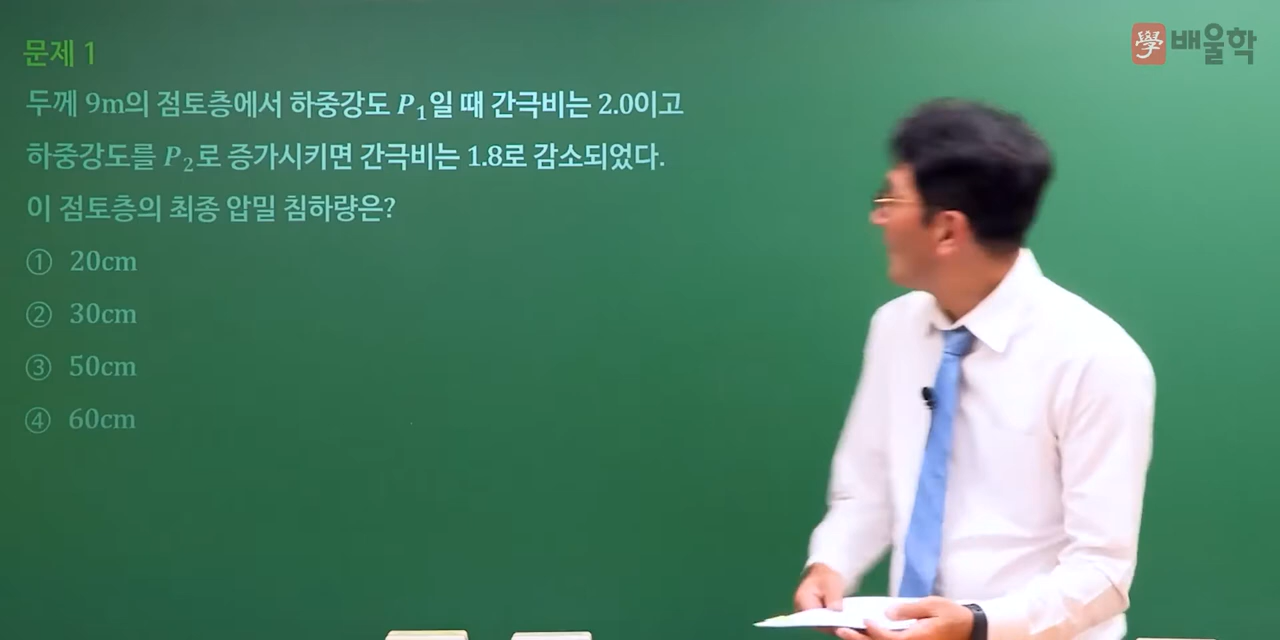 學 배울학
문제 1
두께 9m의 점토층에서 하중강도 P₁일 때 간극비는 2.0이고
하중강도를 P₂로 증가시키면 간극비는 1.8로 감소되었다.
이 점토층의 최종 압밀 침하량은?
① 20cm
② 30cm
③ 50cm
④ 60cm